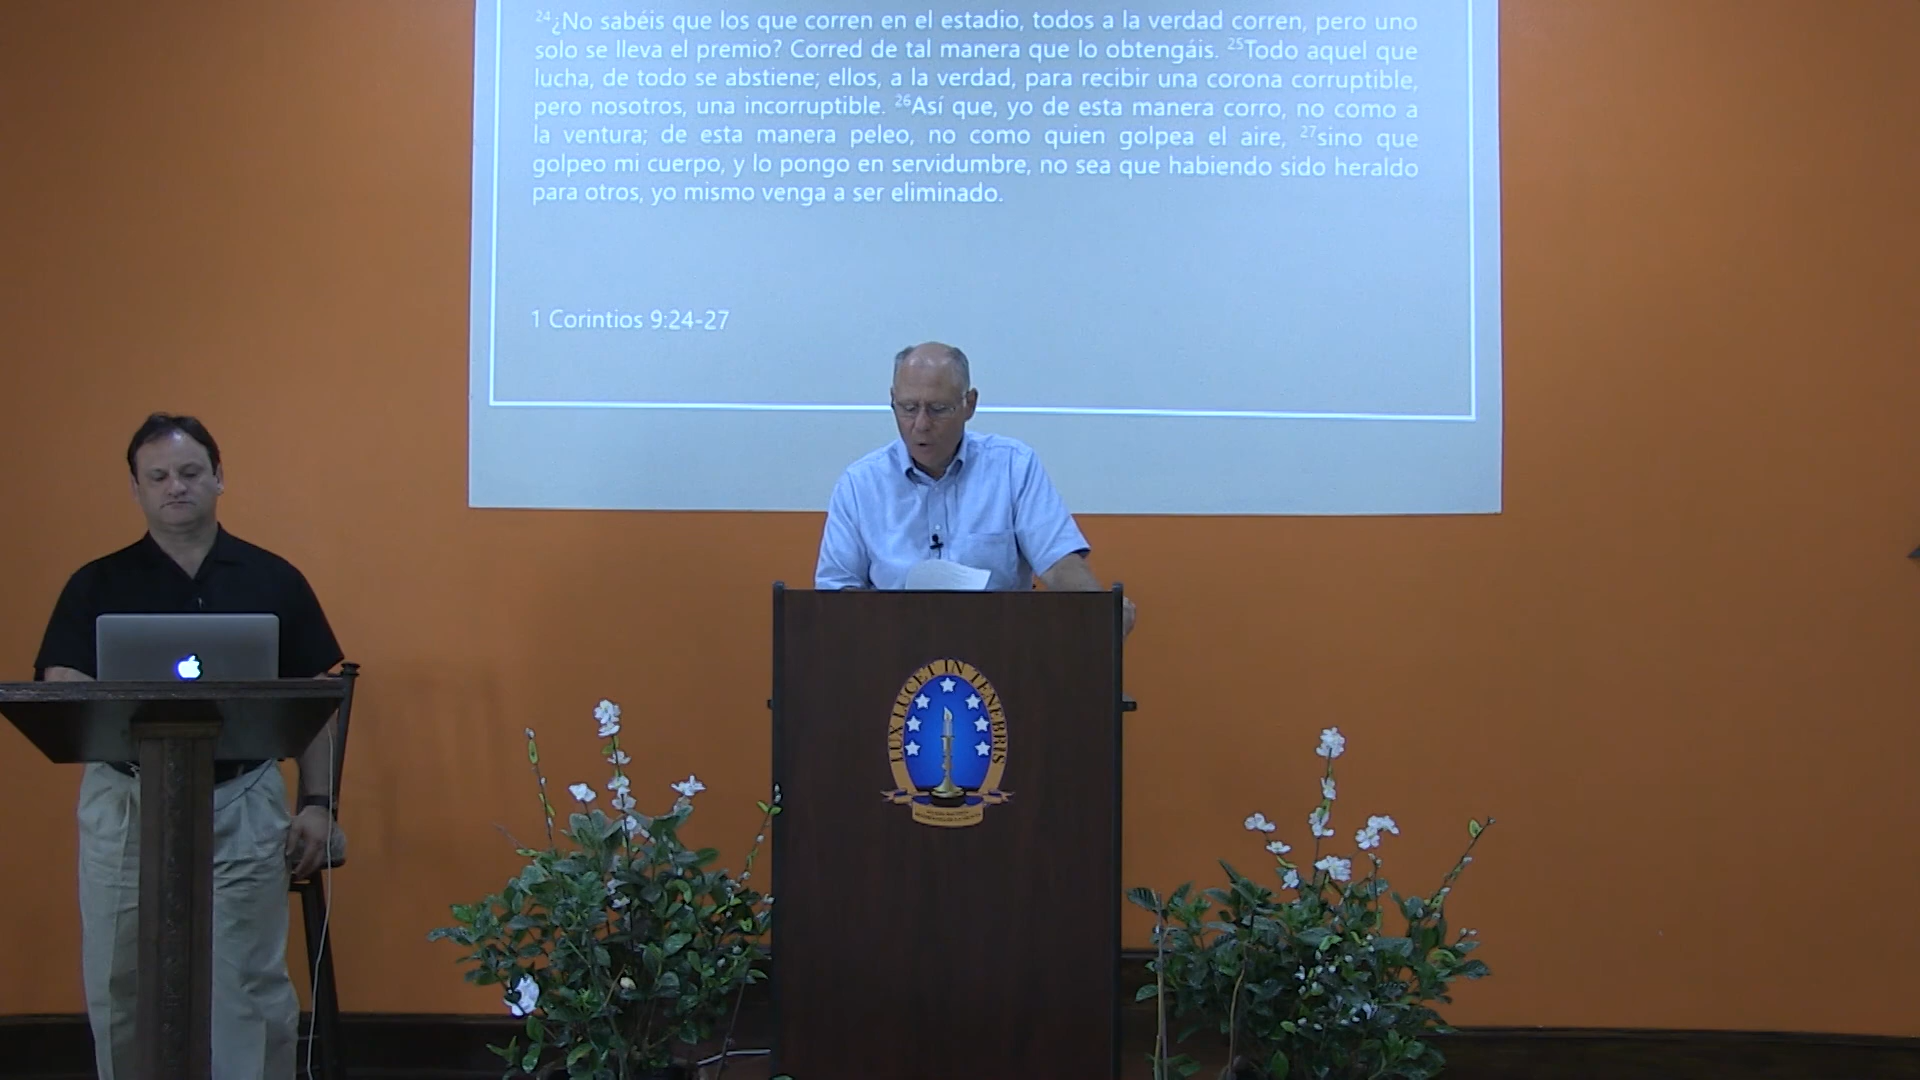 ²⁴¿No sabéis que los que corren en el estadio, todos a la verdad corren, pero uno
solo se lleva el premio? Corred de tal manera que lo obtengáis. ²⁵Todo aquel que
lucha, de todo se abstiene; ellos, a la verdad, para recibir una corona corruptible,
pero nosotros, una incorruptible. ²⁶Así que, yo de esta manera corro, no como a
la ventura; de esta manera peleo, no como quien golpea el aire, ²⁷sino que
golpeo mi cuerpo, y lo pongo en servidumbre, no sea que habiendo sido heraldo
para otros, yo mismo venga a ser eliminado.
1 Corintios 9:24-27
LUX LUCET IN TENEBRIS